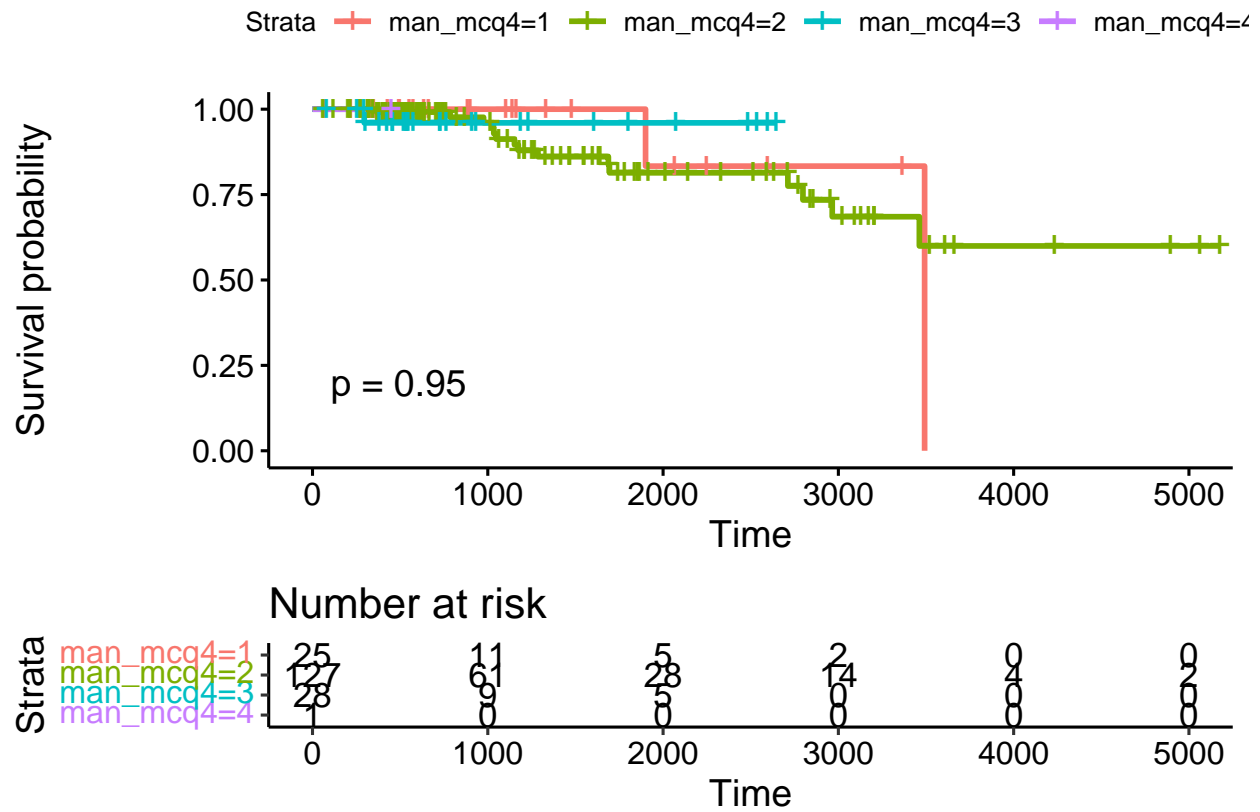 Strata man_mcq4=1 man_mcq4=2 man_mcq4=3 man_mcq4=4
Survival probability
1.00
0.75
0.50
0.25
0.00
p = 0.95
0 1000 2000 3000 4000 5000
Time
Number at risk
Strata
man_mcq4=1 25 11 5 2 0 0
man_mcq4=2 127 61 28 14 4 2
man_mcq4=3 28 9 5 0 0 0
man_mcq4=4 1 0 0 0 0 0
0 1000 2000 3000 4000 5000
Time